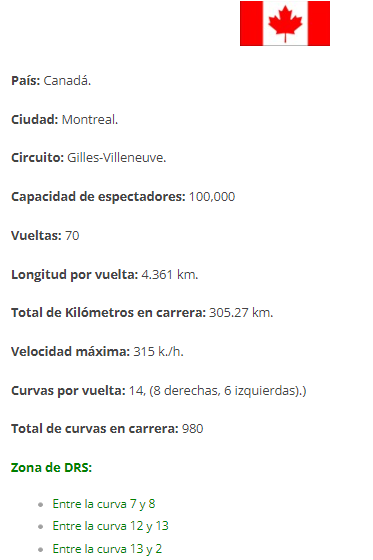 País: Canadá.
Ciudad: Montreal.
Circuito: Gilles-Villeneuve.
Capacidad de espectadores: 100,000
Vueltas: 70
Longitud por vuelta: 4.361 km.
Total de Kilómetros en carrera: 305.27 km.
Velocidad máxima: 315 k./h.
Curvas por vuelta: 14, (8 derechas, 6 izquierdas).)
Total de curvas en carrera: 980
Zona de DRS:
Entre la curva 7 y 8
Entre la curva 12 y 13
Entre la curva 13 y 2